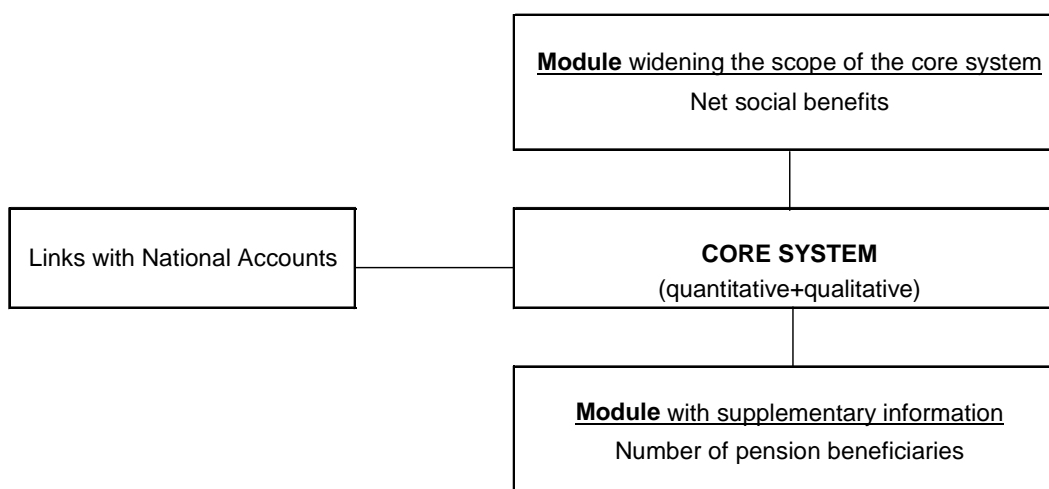 Module widening the scope of the core system
Net social benefits
Links with National Accounts
CORE SYSTEM
(quantitative+qualitative)
Module with supplementary information
Number of pension beneficiaries